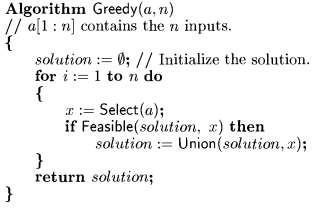 Algorithm Greedy(a, n)
// a[1 : n] contains the n inputs.
{
solution := ∅; // Initialize the solution.
for i := 1 to n do
{
x := Select(a);
if Feasible(solution, x) then
solution := Union(solution, x);
}
return solution;
}